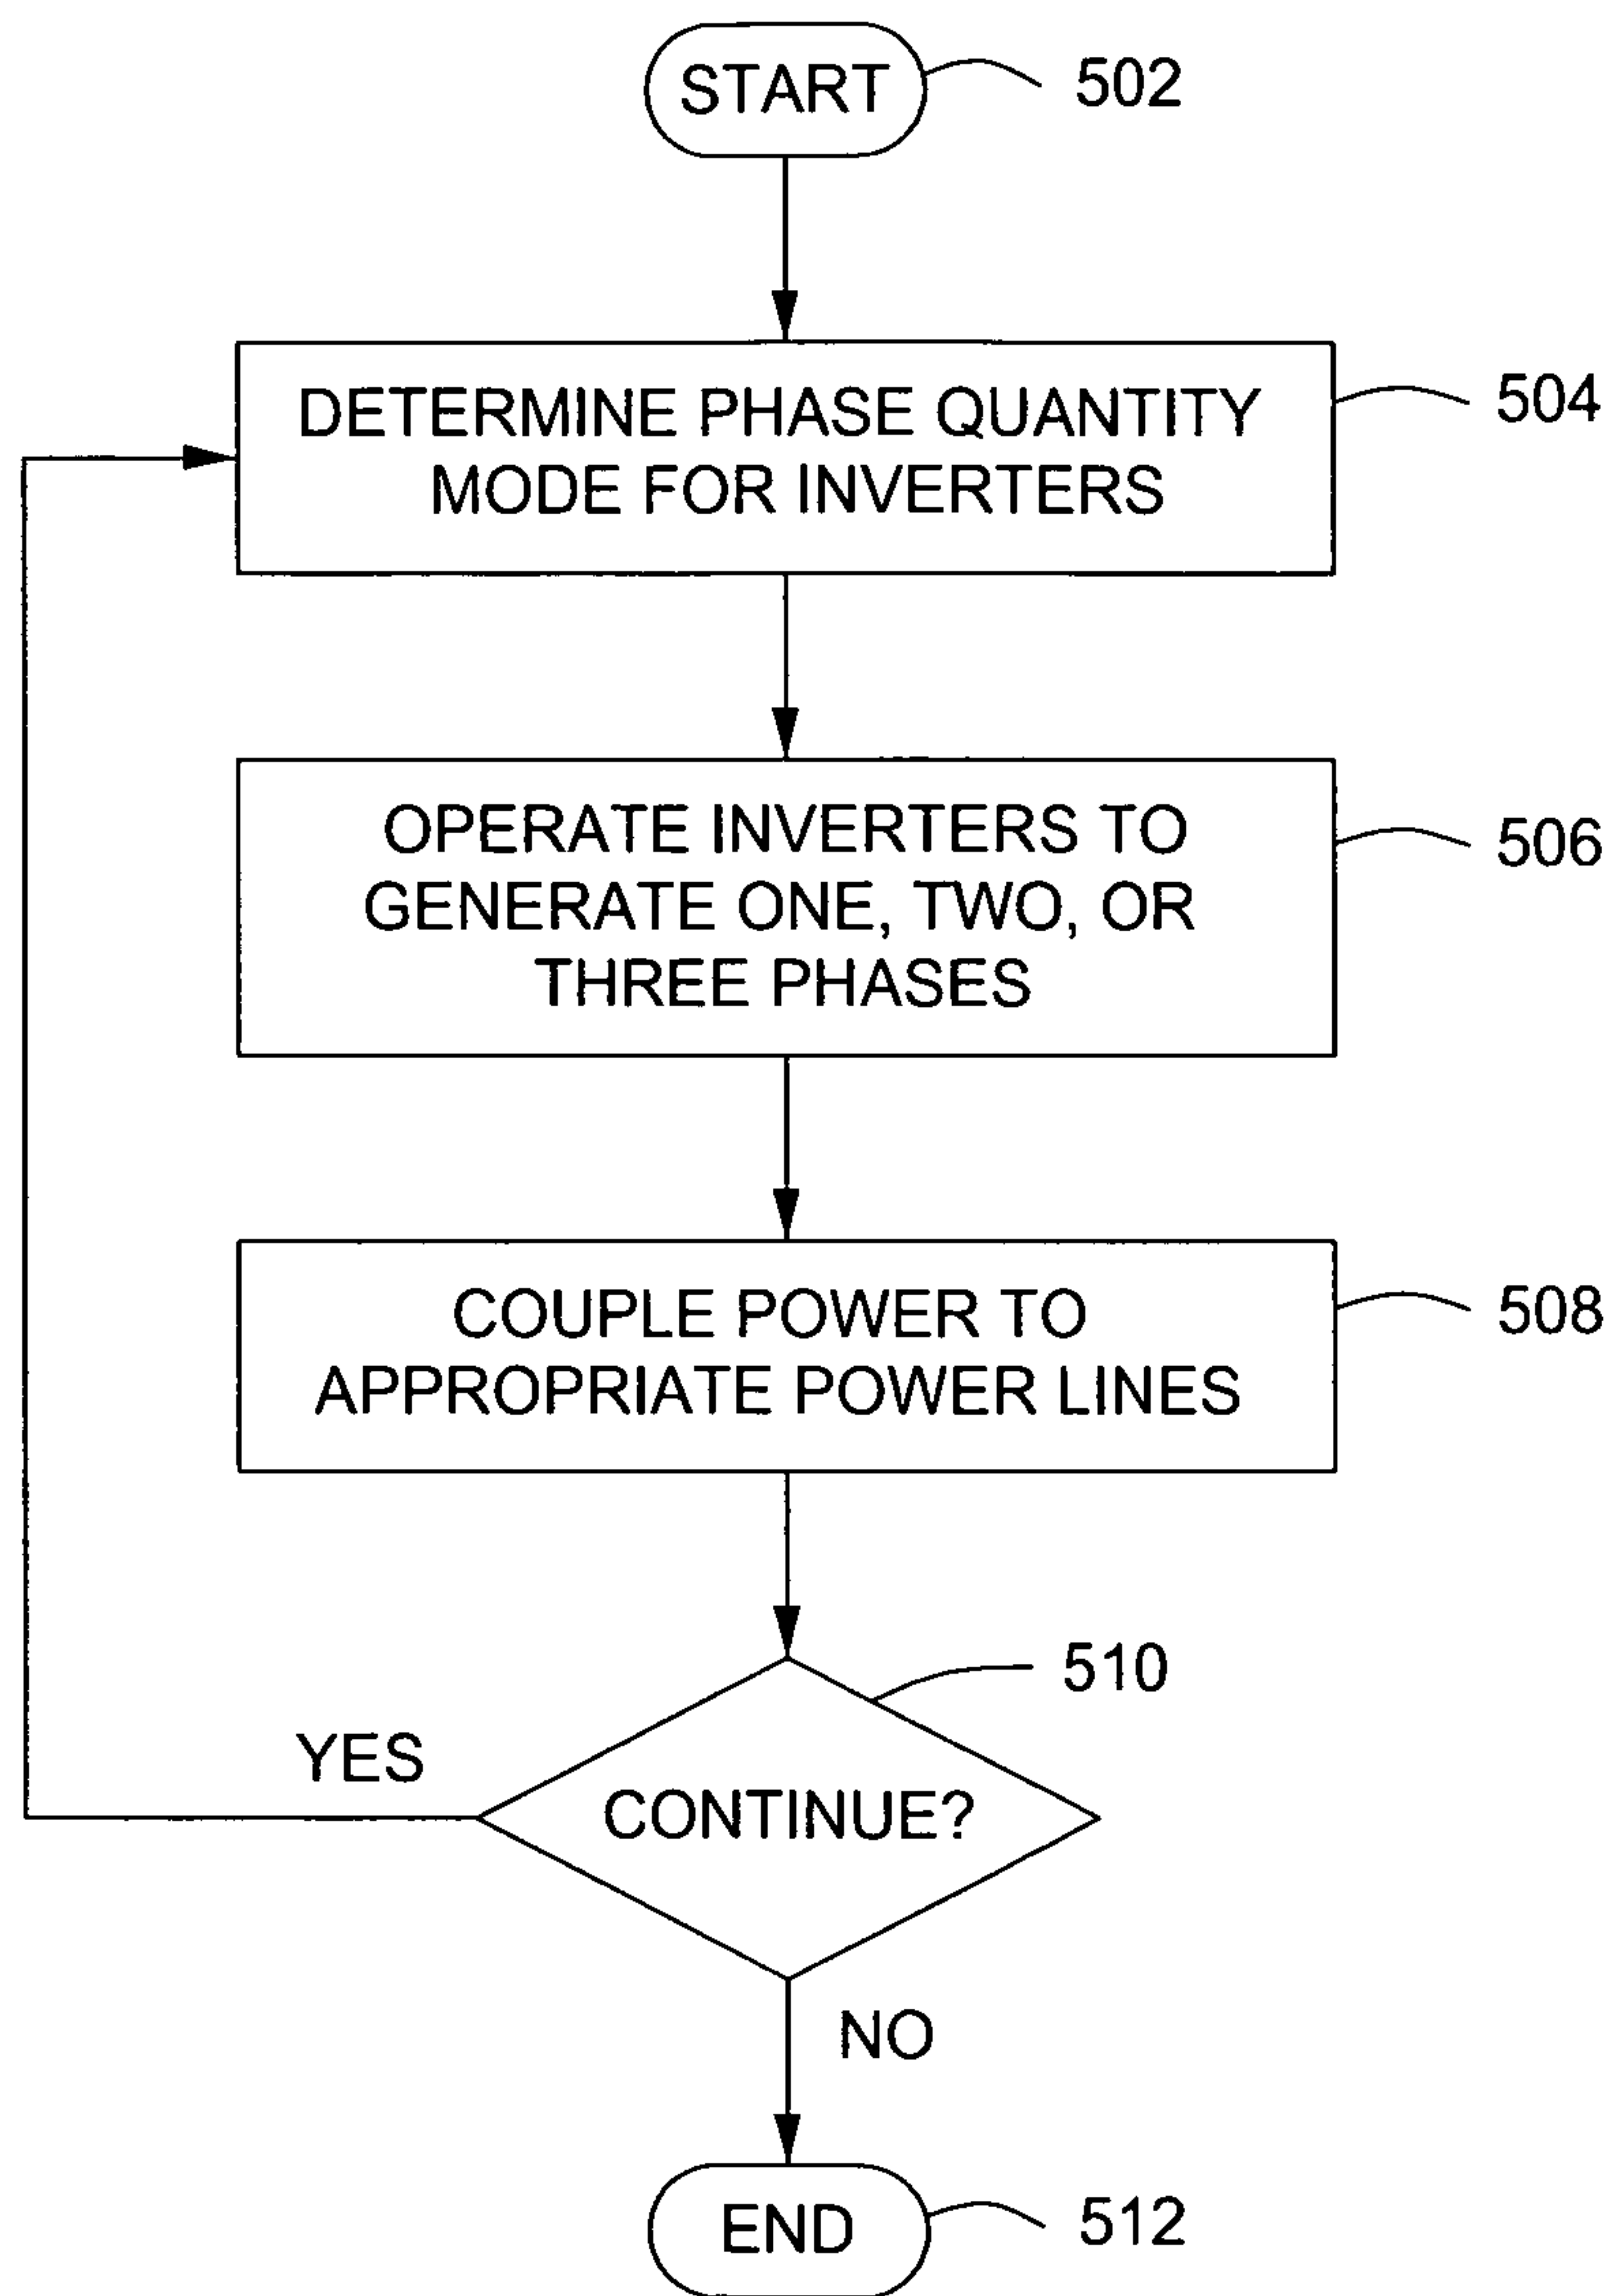 START
502
DETERMINE PHASE QUANTITY
MODE FOR INVERTERS
504
OPERATE INVERTERS TO
GENERATE ONE, TWO, OR
THREE PHASES
506
COUPLE POWER TO
APPROPRIATE POWER LINES
508
510
YES
CONTINUE?
NO
END
512